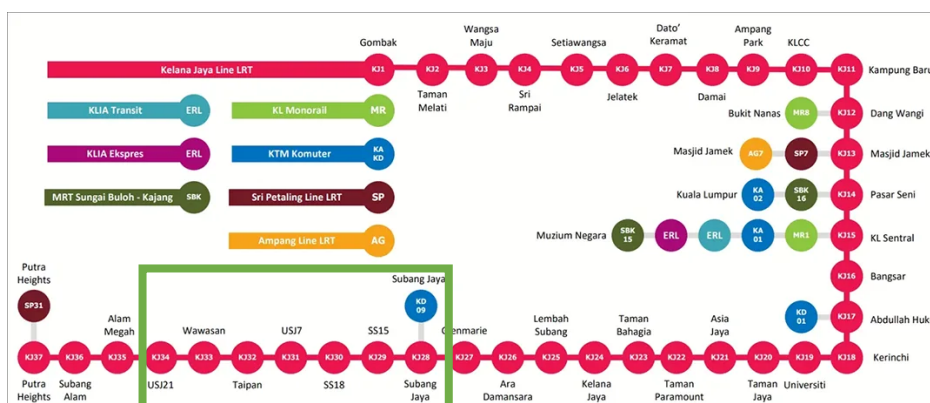 Kelana Jaya Line LRT
KLIA Transit ERL
KL Monorail MR
KLIA Ekspres ERL
KTM Komuter KA KD
MRT Sungai Buloh - Kajang SBK
Sri Petaling Line LRT SP
Ampang Line LRT AG
Gombak
KJ1
KJ2
Taman
Melati
Wangsa
Maju
KJ3
KJ4
Sri
Rampai
Setiawangsa
KJ5
KJ6
Jelatek
Dato'
Keramat
KJ7
KJ8
Damai
Ampang
Park
KJ9
KLCC
KJ10
KJ11 Kampung Baru
Bukit Nanas MR8 KJ12 Dang Wangi
Masjid Jamek AG7 SP7 KJ13 Masjid Jamek
Kuala Lumpur KA 02 SBK 16 KJ14 Pasar Seni
Muzium Negara SBK 15 ERL ERL KA 01 MR1 KJ15 KL Sentral
KJ16 Bangsar
KD 01 KJ17 Abdullah Huk
KJ18 Kerinchi
Putra
Heights
SP31
KJ37
Putra
Heights
KJ36
Subang
Alam
Alam
Megah
KJ35
KJ34
USJ21
Wawasan
KJ33
KJ32
Taipan
USJ7
KJ31
KJ30
SS18
SS15
KJ29
Subang Jaya
KD
09
KJ28
Subang
Jaya
KJ27
KJ26
Ara
Damansara
Lembah
Subang
KJ25
KJ24
Kelana
Jaya
Taman
Bahagia
KJ23
KJ22
Taman
Paramount
Asia
Jaya
KJ21
KJ20
Taman
Jaya
KJ19
Universiti